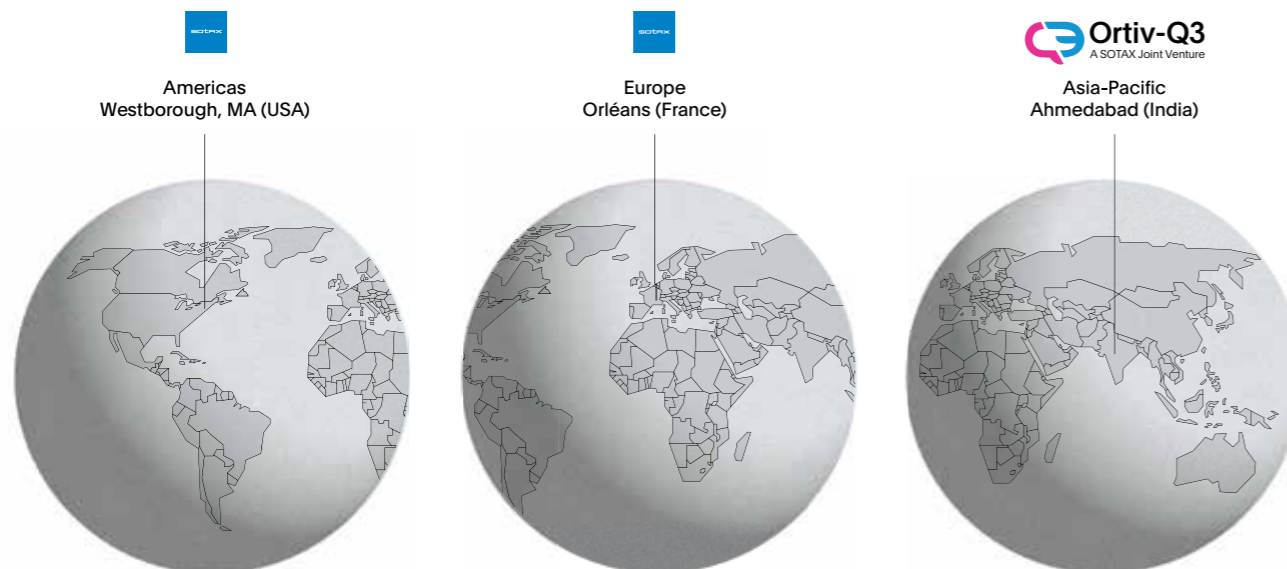 SOTAX
Americas
Westborough, MA (USA)
SOTAX
Europe
Orléans (France)
Ortiv-Q3
A SOTAX Joint Venture
Asia-Pacific
Ahmedabad (India)